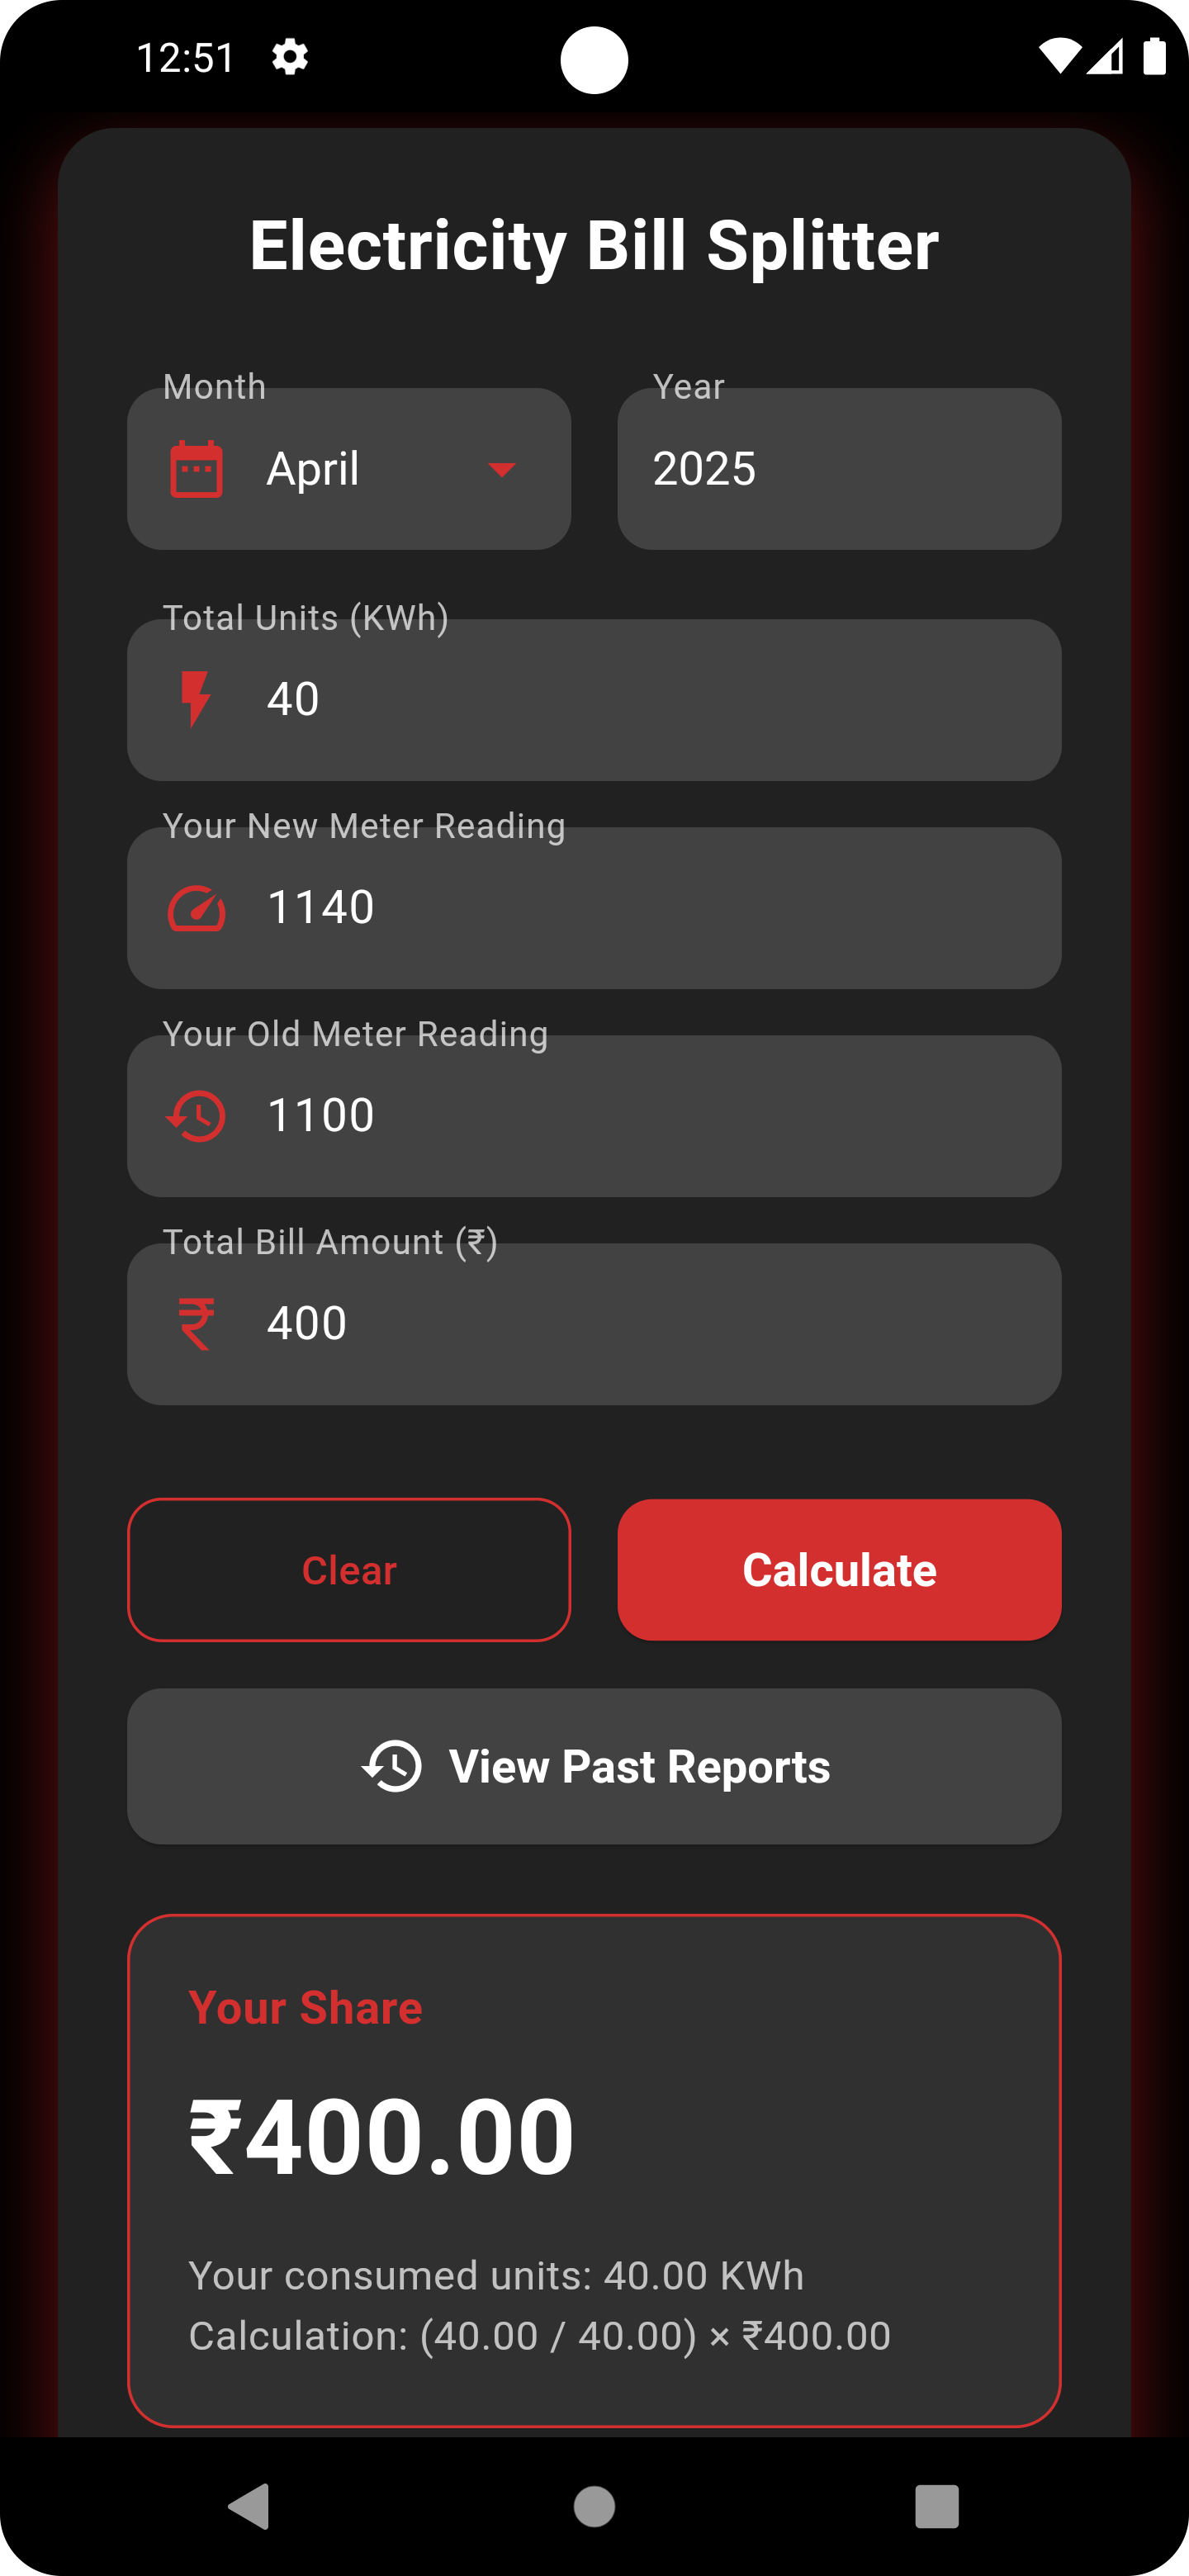 12:51
Electricity Bill Splitter
Month
Year
April
2025
Total Units (KWh)
40
Your New Meter Reading
1140
Your Old Meter Reading
1100
Total Bill Amount (₹)
₹ 400
Clear
Calculate
View Past Reports
Your Share
₹400.00
Your consumed units: 40.00 KWh
Calculation: (40.00 / 40.00) × ₹400.00